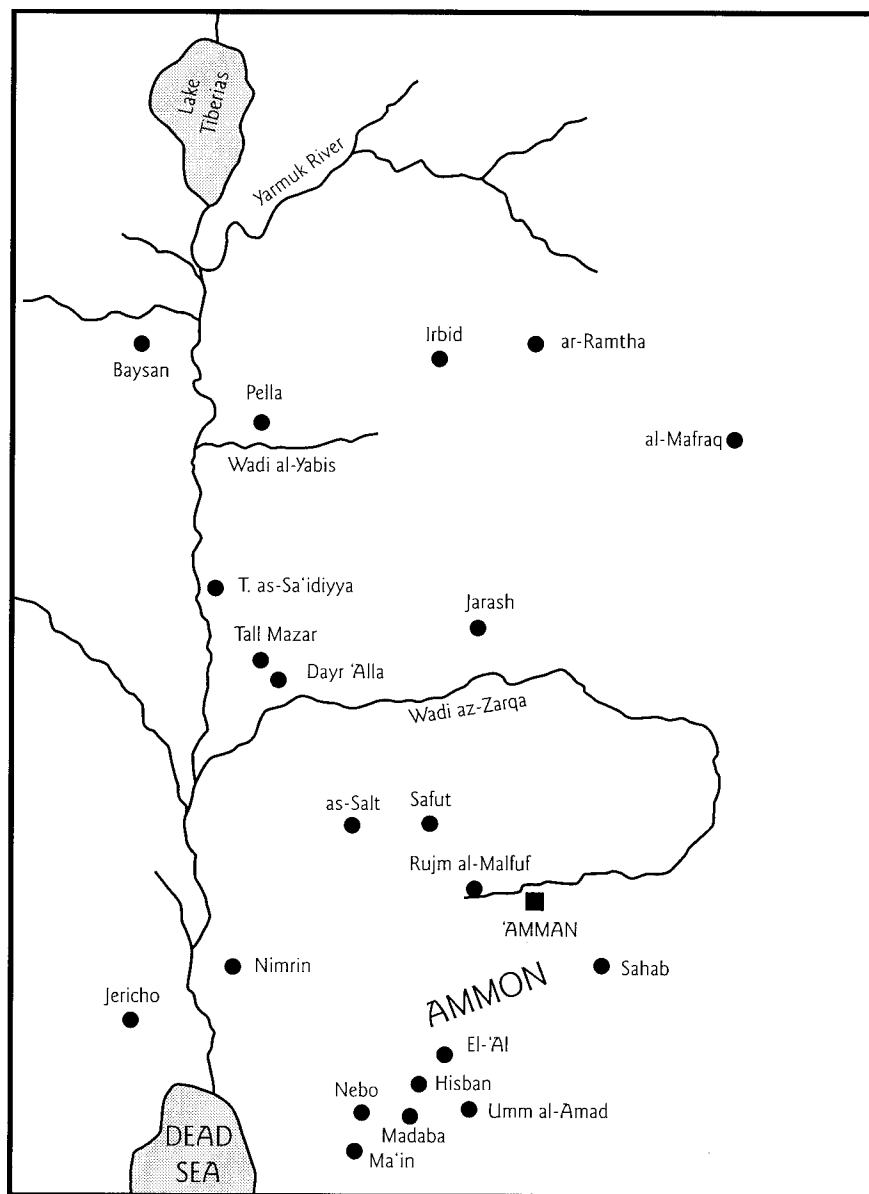 Lake
Tiberias
Yarmuk River
Irbid
ar-Ramtha
Baysan
Pella
al-Mafraq
Wadi al-Yabis
T. as-Sa‘idiyya
Jarash
Tall Mazar
Dayr ‘Alla
Wadi az-Zarqa
as-Salt
Safut
Rujm al-Malfuf
‘AMMAN
Nimrin
Sahab
Jericho
AMMON
El-‘Al
Hisban
Nebo
Umm al-Amad
Madaba
Ma‘in
DEAD
SEA